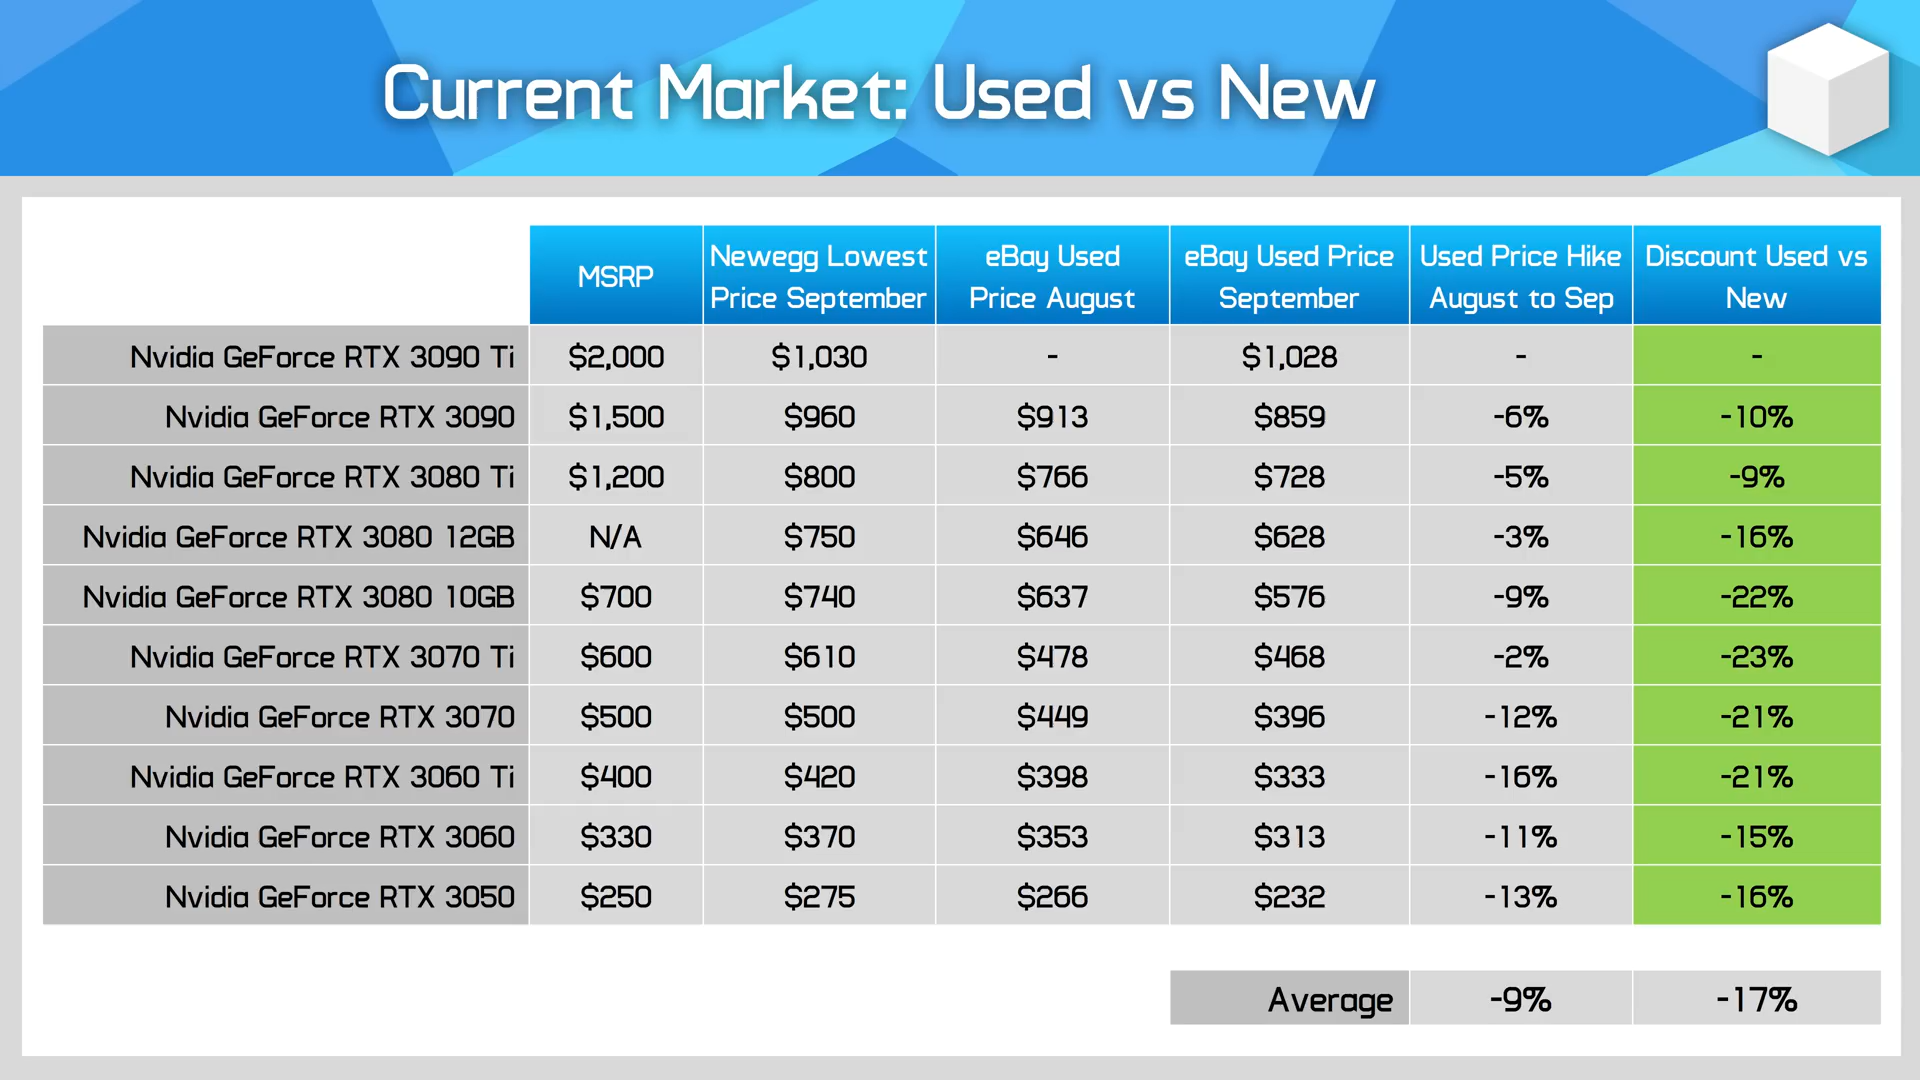 Current Market: Used vs New
MSRP
Newegg Lowest
Price September
eBay Used
Price August
eBay Used Price
September
Used Price Hike
August to Sep
Discount Used vs
New
Nvidia GeForce RTX 3090 Ti $2,000 $1,030 - $1,028 - -
Nvidia GeForce RTX 3090 $1,500 $960 $913 $859 -6% -10%
Nvidia GeForce RTX 3080 Ti $1,200 $800 $766 $728 -5% -9%
Nvidia GeForce RTX 3080 12GB N/A $750 $646 $628 -3% -16%
Nvidia GeForce RTX 3080 10GB $700 $740 $637 $576 -9% -22%
Nvidia GeForce RTX 3070 Ti $600 $610 $478 $468 -2% -23%
Nvidia GeForce RTX 3070 $500 $500 $449 $396 -12% -21%
Nvidia GeForce RTX 3060 Ti $400 $420 $398 $333 -16% -21%
Nvidia GeForce RTX 3060 $330 $370 $353 $313 -11% -15%
Nvidia GeForce RTX 3050 $250 $275 $266 $232 -13% -16%
Average -9% -17%